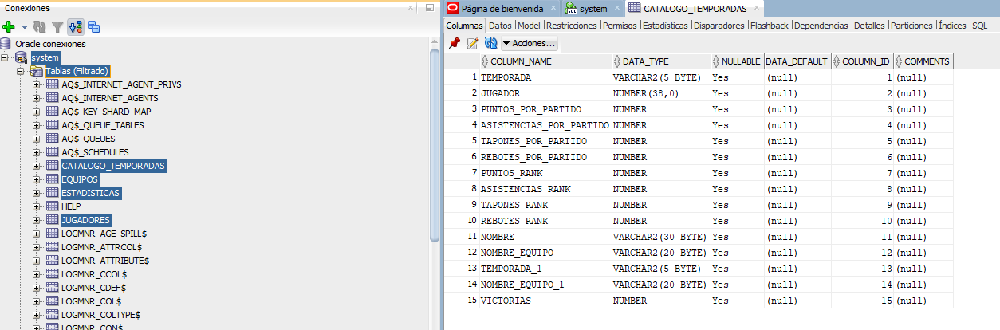 Conexiones
Oracle conexiones
system
Tablas (Filtrado)
AQ$_INTERNET_AGENT_PRIVS
AQ$_INTERNET_AGENTS
AQ$_KEY_SHARD_MAP
AQ$_QUEUE_TABLES
AQ$_QUEUES
AQ$_SCHEDULES
CATALOGO_TEMPORADAS
EQUIPOS
ESTADISTICAS
HELP
JUGADORES
LOGMNR_AGE_SPILL$
LOGMNR_ATTRCOL$
LOGMNR_ATTRIBUTE$
LOGMNR_CCOL$
LOGMNR_CDEF$
LOGMNR_COL$
LOGMNR_COLTYPE$
LOGMNR_CON$
Página de bienvenida system CATALOGO_TEMPORADAS
Columnas Datos Model Restricciones Permisos Estadísticas Disparadores Flashback Dependencias Detalles Particiones Índices SQL
Acciones...
COLUMN_NAME DATA_TYPE NULLABLE DATA_DEFAULT COLUMN_ID COMMENTS
1 TEMPORADA VARCHAR2(5 BYTE) Yes (null) 1 (null)
2 JUGADOR NUMBER(38,0) Yes (null) 2 (null)
3 PUNTOS_POR_PARTIDO NUMBER Yes (null) 3 (null)
4 ASISTENCIAS_POR_PARTIDO NUMBER Yes (null) 4 (null)
5 TAPONES_POR_PARTIDO NUMBER Yes (null) 5 (null)
6 REBOTES_POR_PARTIDO NUMBER Yes (null) 6 (null)
7 PUNTOS_RANK NUMBER Yes (null) 7 (null)
8 ASISTENCIAS_RANK NUMBER Yes (null) 8 (null)
9 TAPONES_RANK NUMBER Yes (null) 9 (null)
10 REBOTES_RANK NUMBER Yes (null) 10 (null)
11 NOMBRE VARCHAR2(30 BYTE) Yes (null) 11 (null)
12 NOMBRE_EQUIPO VARCHAR2(20 BYTE) Yes (null) 12 (null)
13 TEMPORADA_1 VARCHAR2(5 BYTE) Yes (null) 13 (null)
14 NOMBRE_EQUIPO_1 VARCHAR2(20 BYTE) Yes (null) 14 (null)
15 VICTORIAS NUMBER Yes (null) 15 (null)